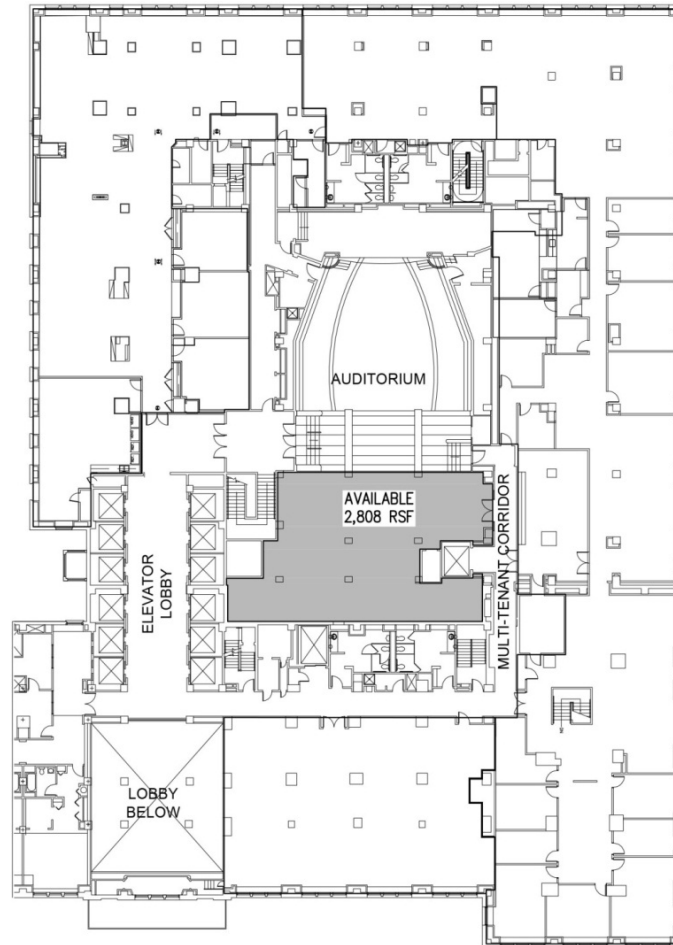 AUDITORIUM
AVAILABLE
2,808 RSF
ELEVATOR
LOBBY
MULTI-TENANT CORRIDOR
LOBBY
BELOW